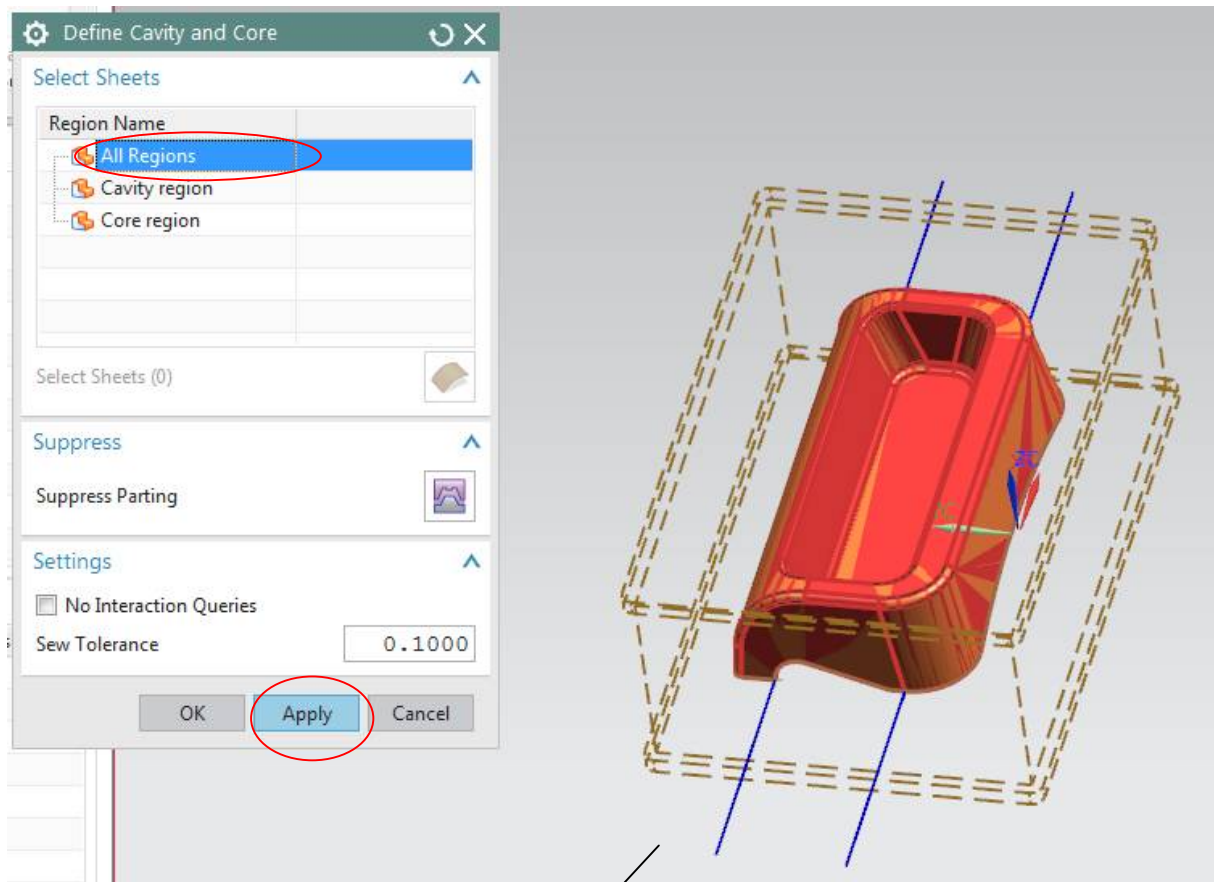 Define Cavity and Core
Select Sheets
Region Name
All Regions
Cavity region
Core region
Select Sheets (0)
Suppress
Suppress Parting
Settings
No Interaction Queries
Sew Tolerance 0.1000
OK Apply Cancel